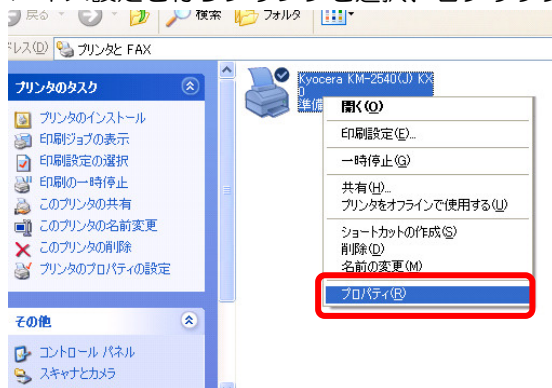 戻る 検索 フォルダ
ドレス(D) プリンタと FAX
プリンタのタスク
プリンタのインストール
印刷ジョブの表示
印刷設定の選択
印刷の一時停止
このプリンタの共有
このプリンタの名前変更
このプリンタの削除
プリンタのプロパティの設定
その他
コントロール パネル
スキャナとカメラ
Kyocera KM-2540(J) KX
0
準備
開く(O)
印刷設定(E)...
一時停止(G)
共有(H)...
プリンタをオフラインで使用する(U)
ショートカットの作成(S)
削除(D)
名前の変更(M)
プロパティ(R)